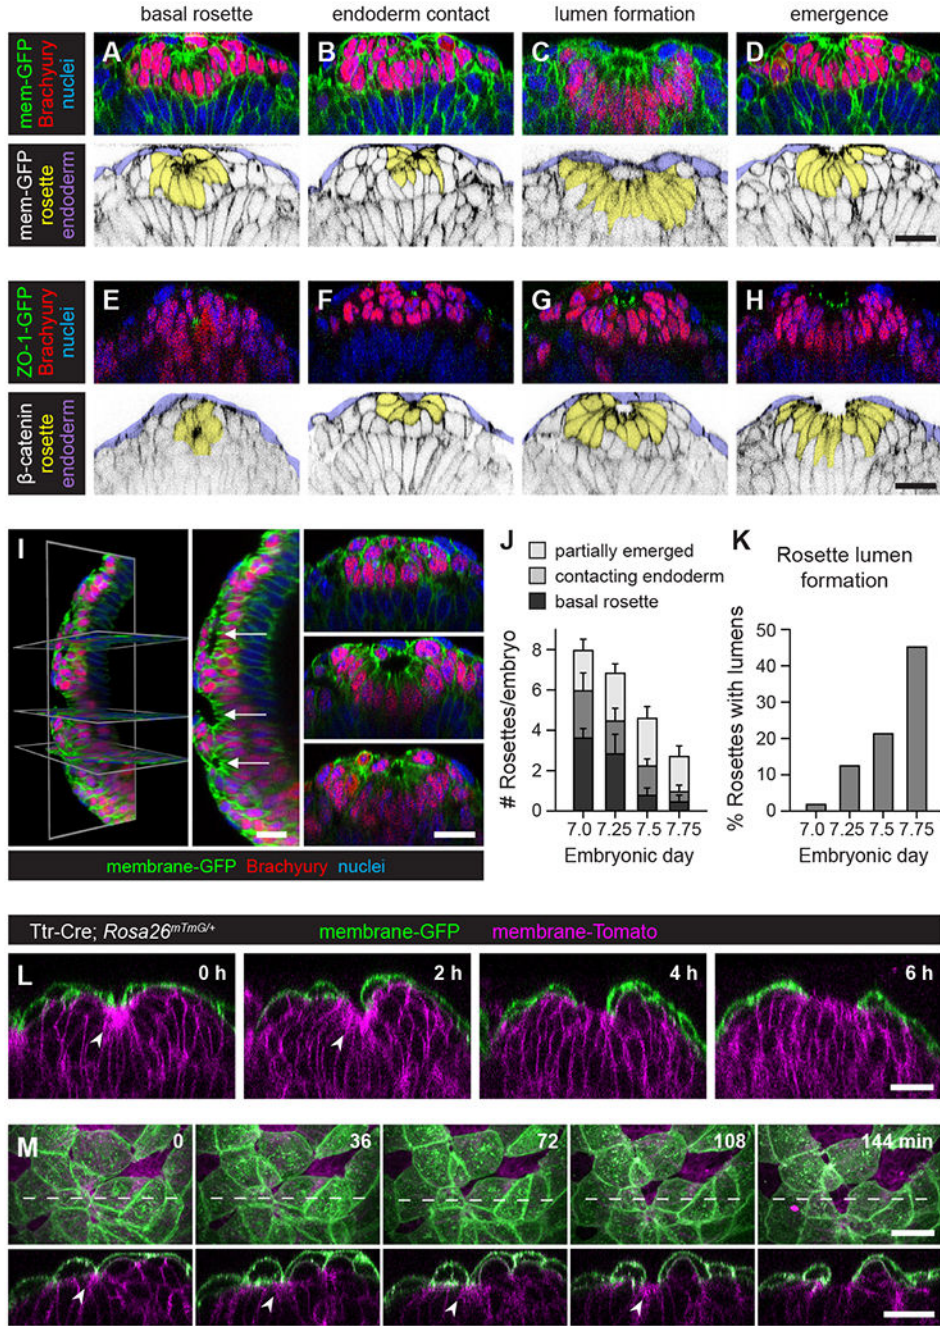 basal rosette
endoderm contact
lumen formation
emergence
mem-GFP
Brachyury
nuclei
A
B
C
D
mem-GFP
rosette
endoderm
ZO-1-GFP
Brachyury
nuclei
E
F
G
H
β-catenin
rosette
endoderm
I
membrane-GFP Brachyury nuclei
J
partially emerged
contacting endoderm
basal rosette
# Rosettes/embryo
8
6
4
2
0
7.0 7.25 7.5 7.75
Embryonic day
K
Rosette lumen
formation
% Rosettes with lumens
50
40
30
20
10
0
7.0 7.25 7.5 7.75
Embryonic day
Ttr-Cre; Rosa26mTmG/+ membrane-GFP membrane-Tomato
L
0 h
2 h
4 h
6 h
M
0
36
72
108
144 min